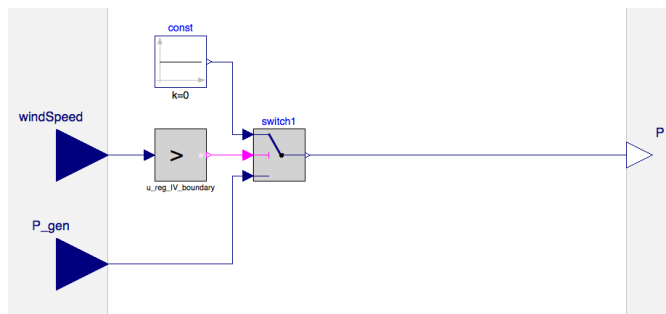 const
k=0
windSpeed
switch1
P
>
u_reg_IV_boundary
P_gen